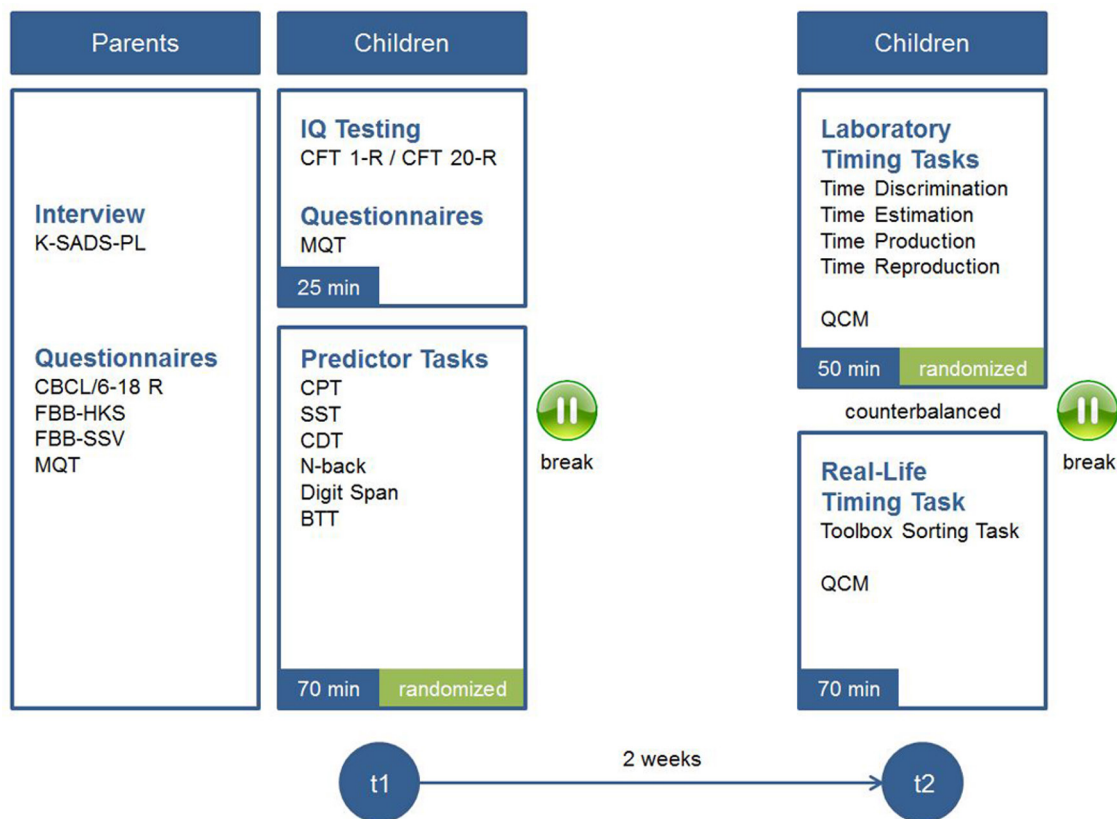 Parents
Interview
K-SADS-PL
Questionnaires
CBCL/6-18 R
FBB-HKS
FBB-SSV
MQT
Children
IQ Testing
CFT 1-R / CFT 20-R
Questionnaires
MQT
25 min
Predictor Tasks
CPT
SST
CDT
N-back
Digit Span
BTT
70 min
randomized
break
Children
Laboratory
Timing Tasks
Time Discrimination
Time Estimation
Time Production
Time Reproduction
QCM
50 min
randomized
counterbalanced
break
Real-Life
Timing Task
Toolbox Sorting Task
QCM
70 min
t1
2 weeks
t2